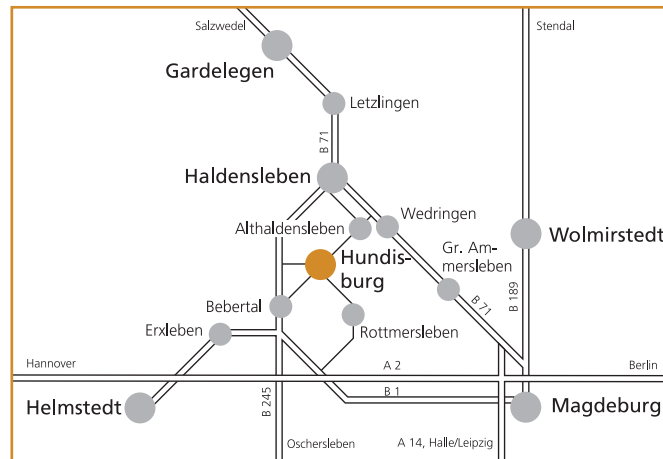 Salzwedel
Stendal
Gardelegen
Letzlingen
B 71
Haldensleben
Wedringen
Althaldensleben
Wolmirstedt
Hundis-
burg
Gr. Am-
mersleben
B 71
B 189
Bebertal
Erxleben
Rottmersleben
Hannover
A 2
Berlin
B 1
B 245
Helmstedt
Magdeburg
Oschersleben
A 14, Halle/Leipzig